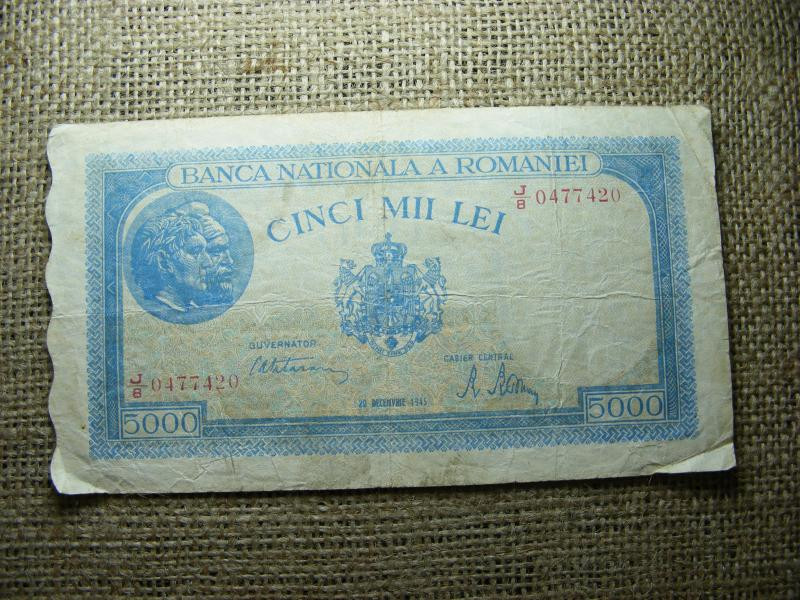 BANCA NATIONALA A ROMANIEI
CINCI MII LEI
J/8 0477420
GUVERNATOR
CASIER CENTRAL
J/8 0477420
20 DECEMVRIE 1945
5000
5000